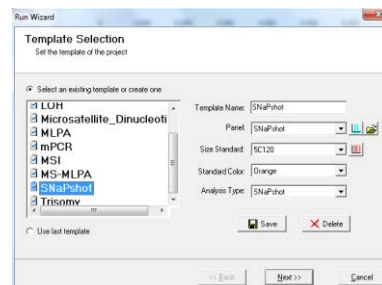 Run Wizard
Template Selection
Set the template of the project
Select an existing template or create one
LOH
Microsatellite_Dinucleoti
MLPA
mPCR
MSI
MS-MLPA
SNaPshot
Trisomy
Use last template
Template Name: SNaPshot
Panel: SNaPshot
Size Standard: SC120
Standard Color: Orange
Analysis Type: SNaPshot
Save
Delete
<< Back
Next >>
Cancel